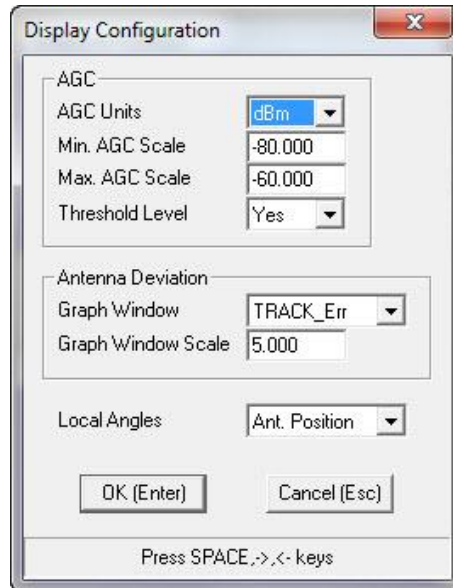 Display Configuration
X
AGC
AGC Units dBm
Min. AGC Scale -80.000
Max. AGC Scale -60.000
Threshold Level Yes
Antenna Deviation
Graph Window TRACK_Err
Graph Window Scale 5.000
Local Angles Ant. Position
OK (Enter) Cancel (Esc)
Press SPACE,->,<- keys